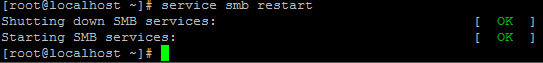 [root@localhost ~]# service smb restart
Shutting down SMB services: [ OK ]
Starting SMB services: [ OK ]
[root@localhost ~]#